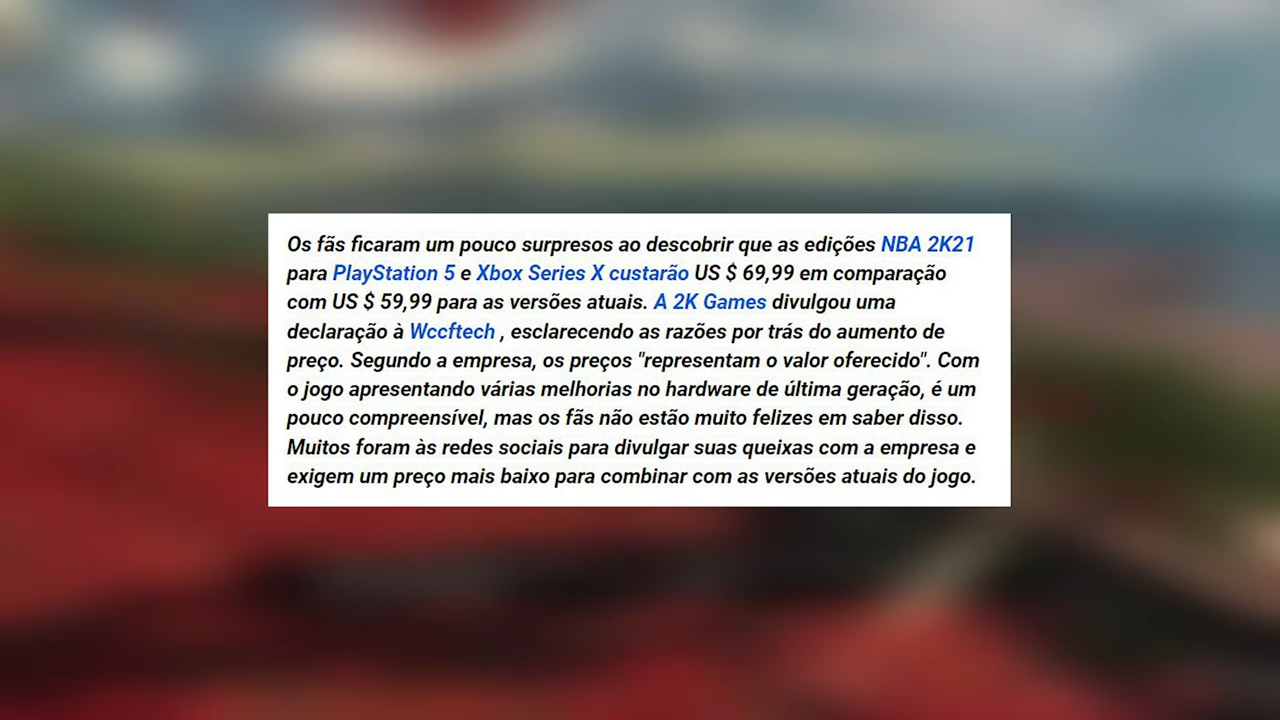 Os fãs ficaram um pouco surpresos ao descobrir que as edições NBA 2K21
para PlayStation 5 e Xbox Series X custarão US $ 69,99 em comparação
com US $ 59,99 para as versões atuais. A 2K Games divulgou uma
declaração à Wccftech , esclarecendo as razões por trás do aumento de
preço. Segundo a empresa, os preços "representam o valor oferecido". Com
o jogo apresentando várias melhorias no hardware de última geração, é um
pouco compreensível, mas os fãs não estão muito felizes em saber disso.
Muitos foram às redes sociais para divulgar suas queixas com a empresa e
exigem um preço mais baixo para combinar com as versões atuais do jogo.